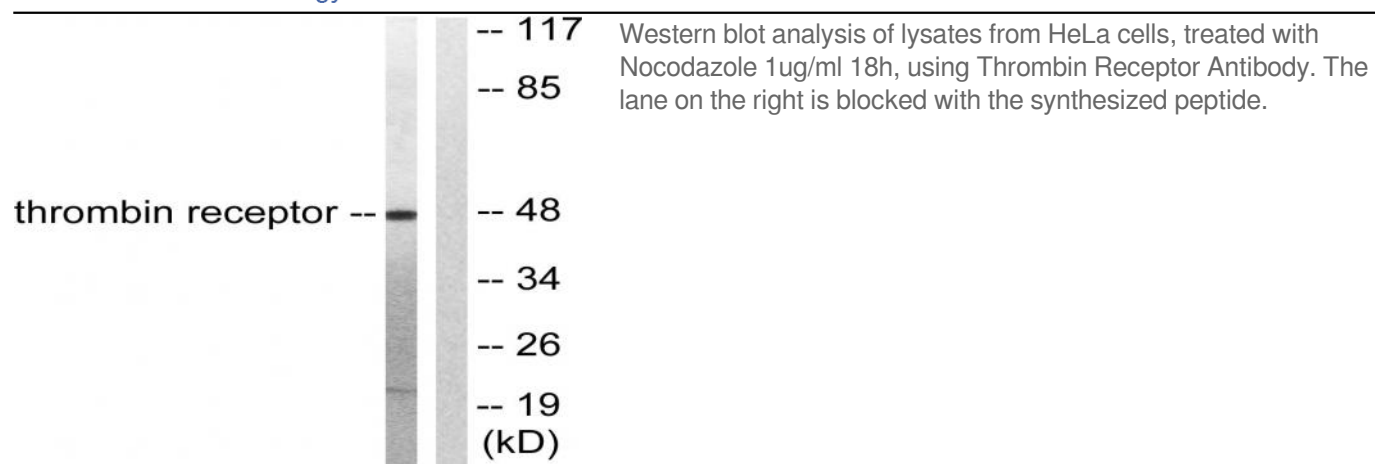 -- 117
-- 85
thrombin receptor -- -- 48
-- 34
-- 26
-- 19
(kD)
Western blot analysis of lysates from HeLa cells, treated with
Nocodazole 1ug/ml 18h, using Thrombin Receptor Antibody. The
lane on the right is blocked with the synthesized peptide.